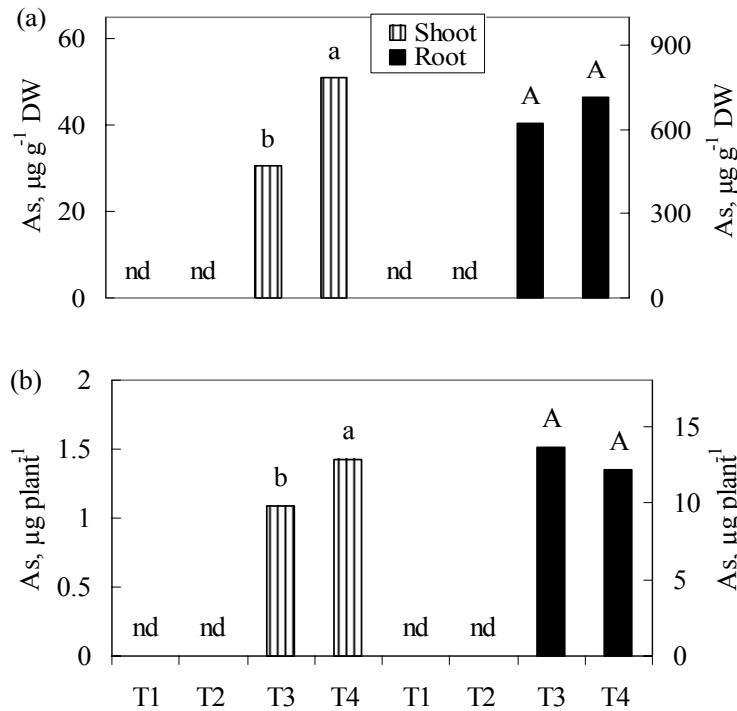 (a)
Shoot
Root
As, µg g⁻¹ DW
60
40
20
0
nd
nd
b
a
nd
nd
A
A
900
600
300
0
As, µg g⁻¹ DW
(b)
As, µg plant⁻¹
2
1.5
1
0.5
0
nd
nd
b
a
nd
nd
A
A
15
10
5
0
As, µg plant⁻¹
T1 T2 T3 T4 T1 T2 T3 T4